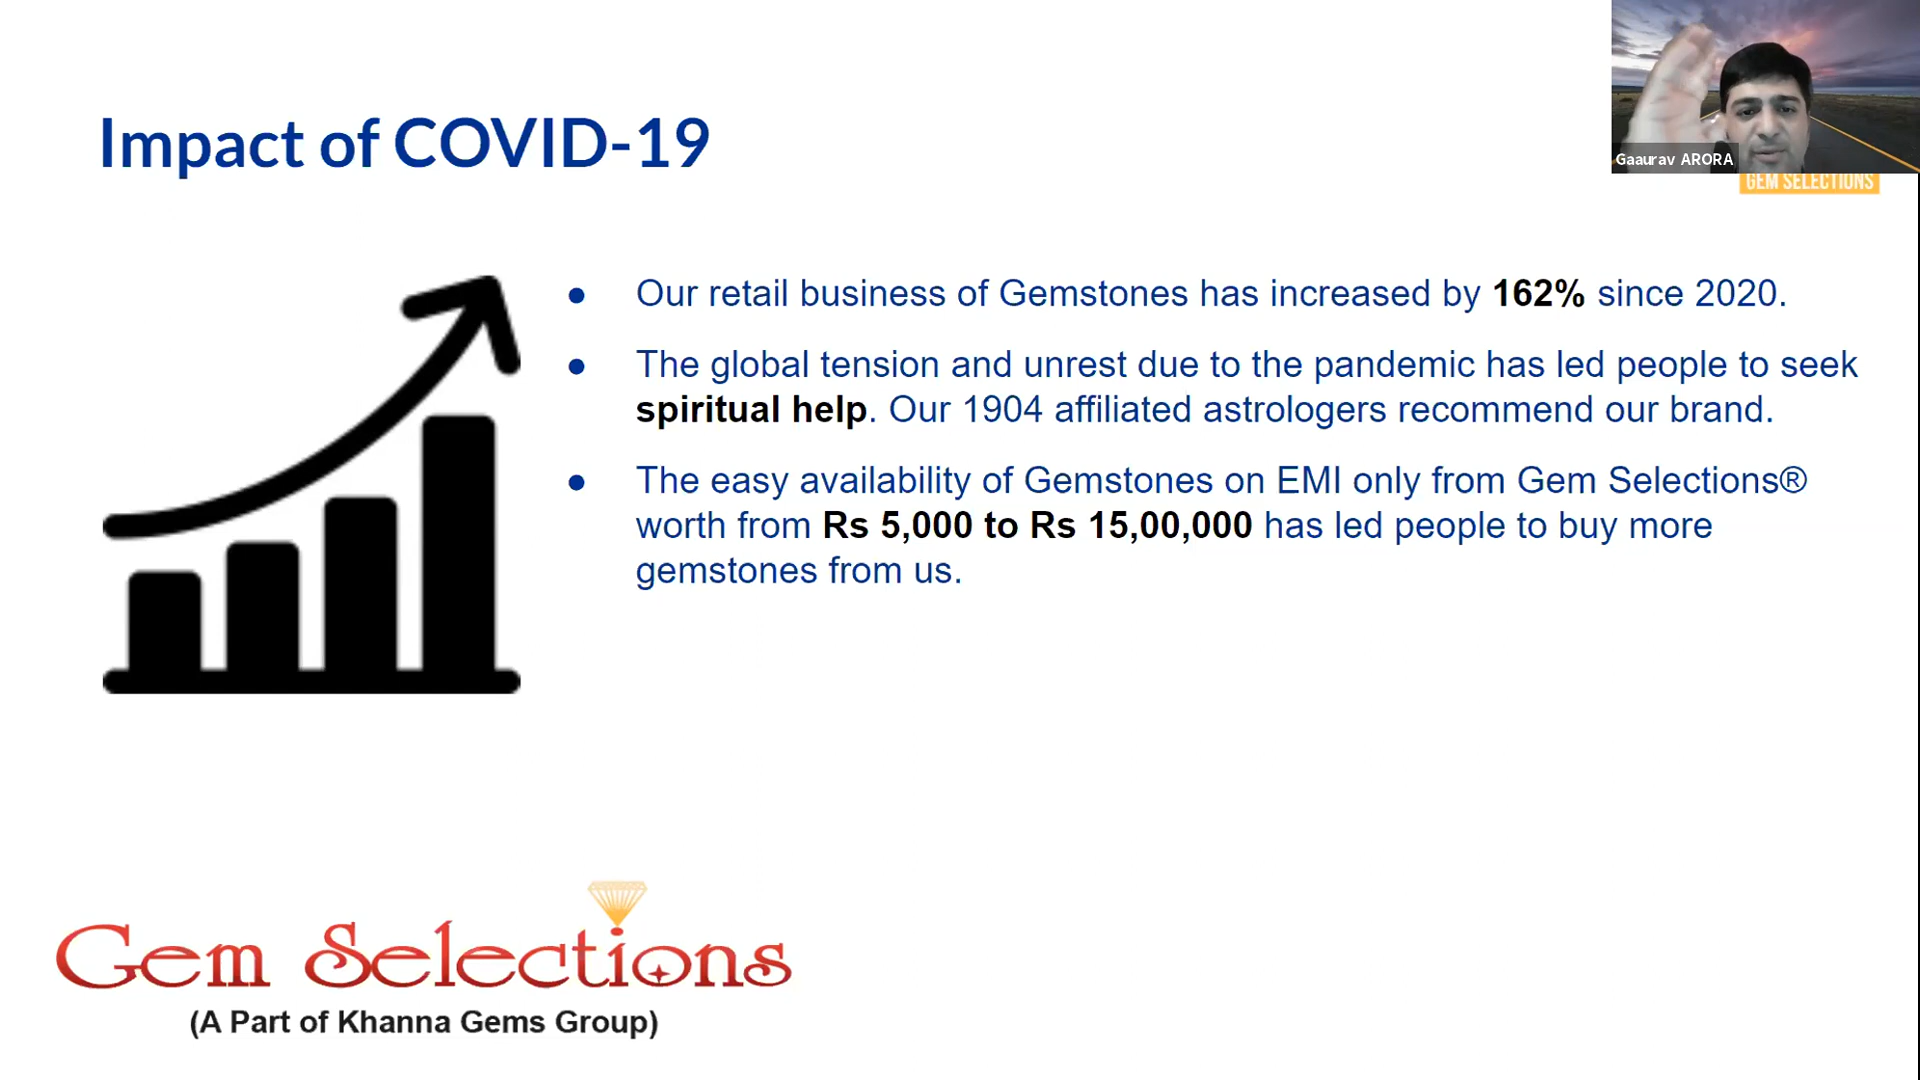 Impact of COVID-19
Gaaurav ARORA
GEM SELECTIONS
● Our retail business of Gemstones has increased by 162% since 2020.
● The global tension and unrest due to the pandemic has led people to seek
spiritual help. Our 1904 affiliated astrologers recommend our brand.
● The easy availability of Gemstones on EMI only from Gem Selections®
worth from Rs 5,000 to Rs 15,00,000 has led people to buy more
gemstones from us.
Gem Selections
(A Part of Khanna Gems Group)